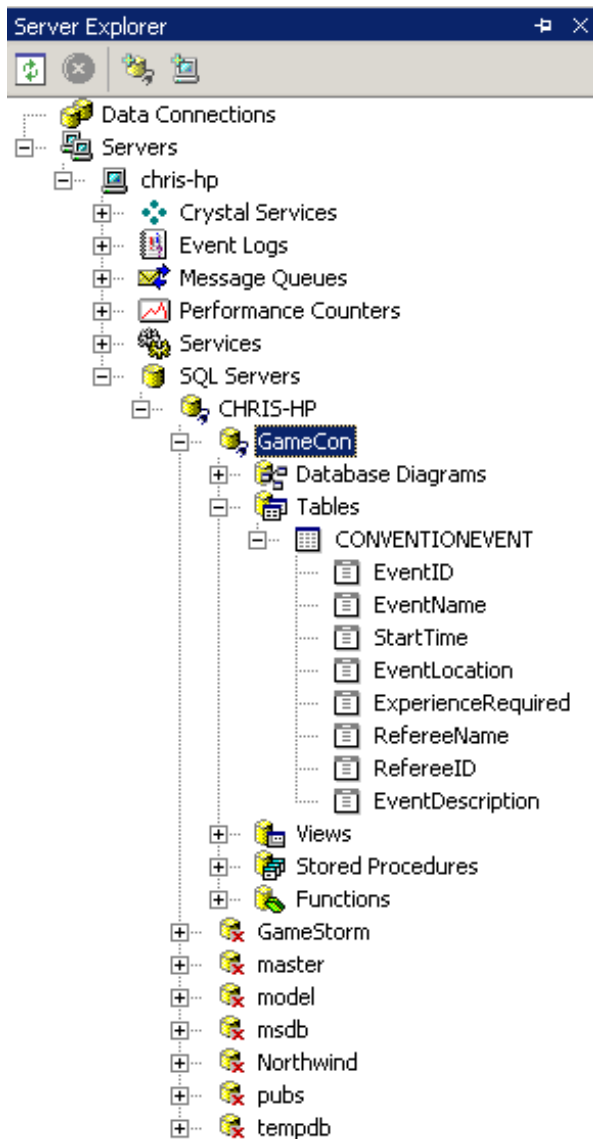 Server Explorer
Data Connections
Servers
chris-hp
Crystal Services
Event Logs
Message Queues
Performance Counters
Services
SQL Servers
CHRIS-HP
GameCon
Database Diagrams
Tables
CONVENTIONEVENT
EventID
EventName
StartTime
EventLocation
ExperienceRequired
RefereeName
RefereeID
EventDescription
Views
Stored Procedures
Functions
GameStorm
master
model
msdb
Northwind
pubs
tempdb